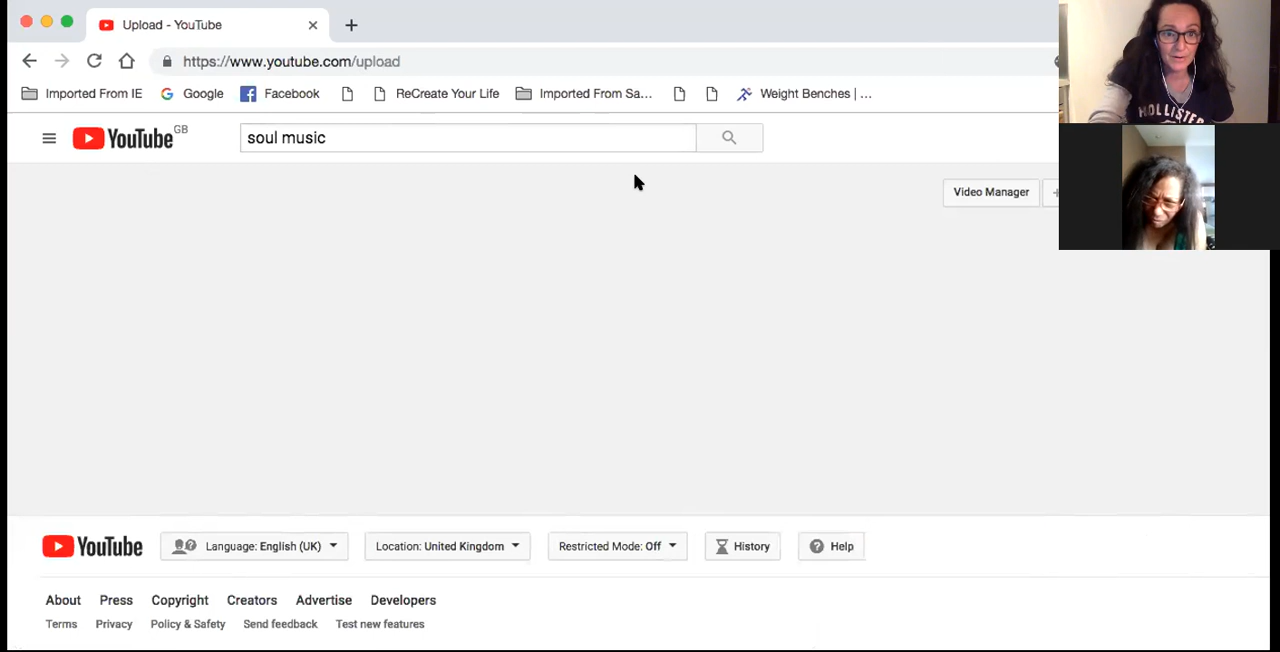 Upload - YouTube
https://www.youtube.com/upload
Imported From IE Google Facebook ReCreate Your Life Imported From Sa... Weight Benches | ...
YouTube GB soul music
Video Manager
HOLLISTER
YouTube Language: English (UK) Location: United Kingdom Restricted Mode: Off History Help
About Press Copyright Creators Advertise Developers
Terms Privacy Policy & Safety Send feedback Test new features